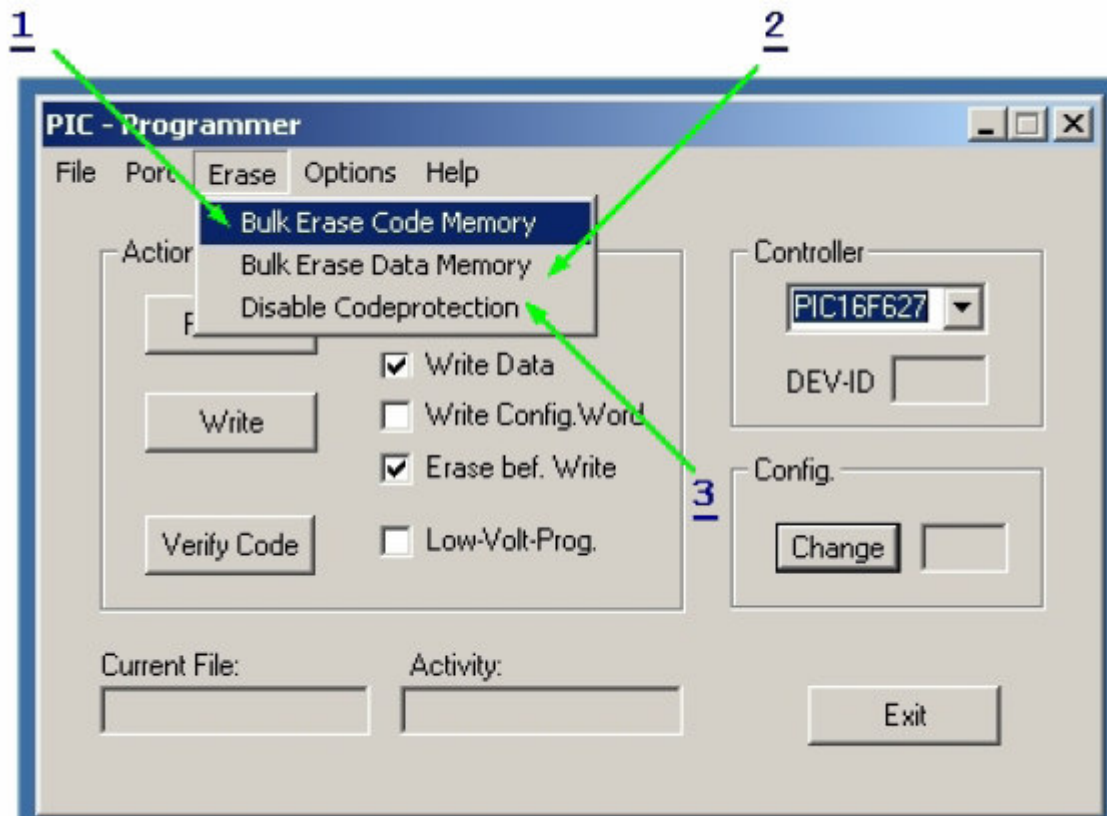 1 2
PIC - Programmer
File Port Erase Options Help
Bulk Erase Code Memory
Bulk Erase Data Memory
Disable Codeprotection
Action
Write Data
Write
Write Config.Word
Erase bef. Write
3
Verify Code
Low-Volt-Prog.
Controller
PIC16F627
DEV-ID
Config.
Change
Current File: Activity:
Exit